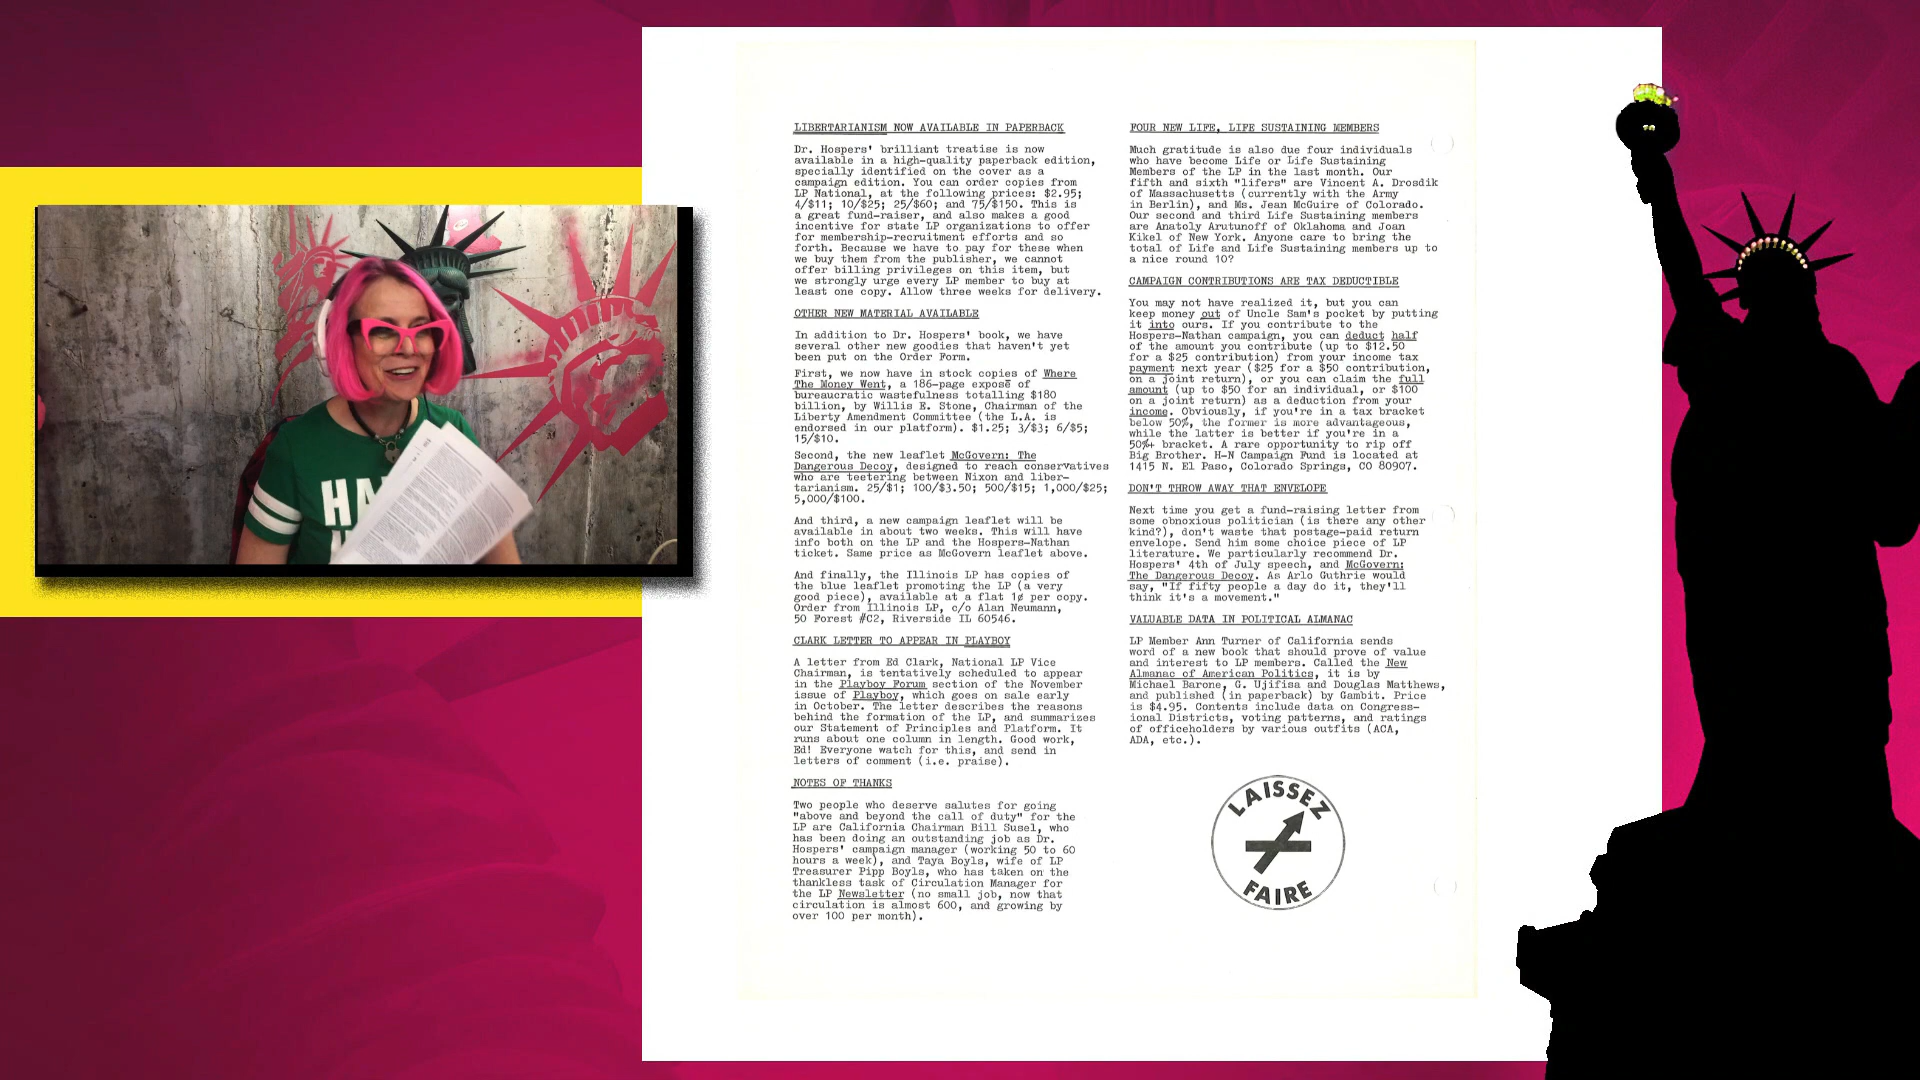 HA
LIBERTARIANISM NOW AVAILABLE IN PAPERBACK
Dr. Hospers' brilliant treatise is now
available in a high-quality paperback edition,
specially identified on the cover as a
campaign edition. You can order copies from
LP National, at the following prices: $2.95;
4/$11; 10/$25; 25/$60; and 75/$150. This is
a great fund-raiser, and also makes a good
incentive for state LP organizations to offer
for membership-recruitment efforts and so
forth. Because we have to pay for these when
we buy them from the publisher, we cannot
offer billing privileges on this item, but
we strongly urge every LP member to buy at
least one copy. Allow three weeks for delivery.
OTHER NEW MATERIAL AVAILABLE
In addition to Dr. Hospers' book, we have
several other new goodies that haven't yet
been put on the Order Form.
First, we now have in stock copies of Where
The Money Went, a 186-page exposé of
bureaucratic wastefulness totalling $180
billion, by Willis E. Stone, Chairman of the
Liberty Amendment Committee (the L.A. is
endorsed in our platform). $1.25; 3/$3; 6/$5;
15/$10.
Second, the new leaflet McGovern: The
Dangerous Decoy, designed to reach conservatives
who are teetering between Nixon and liber-
tarianism. 25/$1; 100/$3.50; 500/$15; 1,000/$25;
5,000/$100.
And third, a new campaign leaflet will be
available in about two weeks. This will have
info both on the LP and the Hospers-Nathan
ticket. Same price as McGovern leaflet above.
And finally, the Illinois LP has copies of
the blue leaflet promoting the LP (a very
good piece), available at a flat 1¢ per copy.
Order from Illinois LP, c/o Alan Neumann,
50 Forest #C2, Riverside IL 60546.
CLARK LETTER TO APPEAR IN PLAYBOY
A letter from Ed Clark, National LP Vice
Chairman, is tentatively scheduled to appear
in the Playboy Forum section of the November
issue of Playboy, which goes on sale early
in October. The letter describes the reasons
behind the formation of the LP, and summarizes
our Statement of Principles and Platform. It
runs about one column in length. Good work,
Ed! Everyone watch for this, and send in
letters of comment (i.e. praise).
NOTES OF THANKS
Two people who deserve salutes for going
"above and beyond the call of duty" for the
LP are California Chairman Bill Susel, who
has been doing an outstanding job as Dr.
Hospers' campaign manager (working 50 to 60
hours a week), and Taya Boyls, wife of LP
Treasurer Pipp Boyls, who has taken on the
thankless task of Circulation Manager for
the LP Newsletter (no small job, now that
circulation is almost 600, and growing by
over 100 per month).
FOUR NEW LIFE, LIFE SUSTAINING MEMBERS
Much gratitude is also due four individuals
who have become Life or Life Sustaining
Members of the LP in the last month. Our
fifth and sixth "lifers" are Vincent A. Drosdik
of Massachusetts (currently with the Army
in Berlin), and Ms. Jean McGuire of Colorado.
Our second and third Life Sustaining members
are Anatoly Arutunoff of Oklahoma and Joan
Kikel of New York. Anyone care to bring the
total of Life and Life Sustaining members up to
a nice round 10?
CAMPAIGN CONTRIBUTIONS ARE TAX DEDUCTIBLE
You may not have realized it, but you can
keep money out of Uncle Sam's pocket by putting
it into ours. If you contribute to the
Hospers-Nathan campaign, you can deduct half
of the amount you contribute (up to $12.50
for a $25 contribution) from your income tax
payment next year ($25 for a $50 contribution,
on a joint return), or you can claim the full
amount (up to $50 for an individual, or $100
on a joint return) as a deduction from your
income. Obviously, if you're in a tax bracket
below 50%, the former is more advantageous,
while the latter is better if you're in a
50%+ bracket. A rare opportunity to rip off
Big Brother. H-N Campaign Fund is located at
1415 N. El Paso, Colorado Springs, CO 80907.
DON'T THROW AWAY THAT ENVELOPE
Next time you get a fund-raising letter from
some obnoxious politician (is there any other
kind?), don't waste that postage-paid return
envelope. Send him some choice piece of LP
literature. We particularly recommend Dr.
Hospers' 4th of July speech, and McGovern:
The Dangerous Decoy. As Arlo Guthrie would
say, "If fifty people a day do it, they'll
think it's a movement."
VALUABLE DATA IN POLITICAL ALMANAC
LP Member Ann Turner of California sends
word of a new book that should prove of value
and interest to LP members. Called the New
Almanac of American Politics, it is by
Michael Barone, G. Ujifisa and Douglas Matthews,
and published (in paperback) by Gambit. Price
is $4.95. Contents include data on Congress-
ional Districts, voting patterns, and ratings
of officeholders by various outfits (ACA,
ADA, etc.).
LAISSEZ
FAIRE